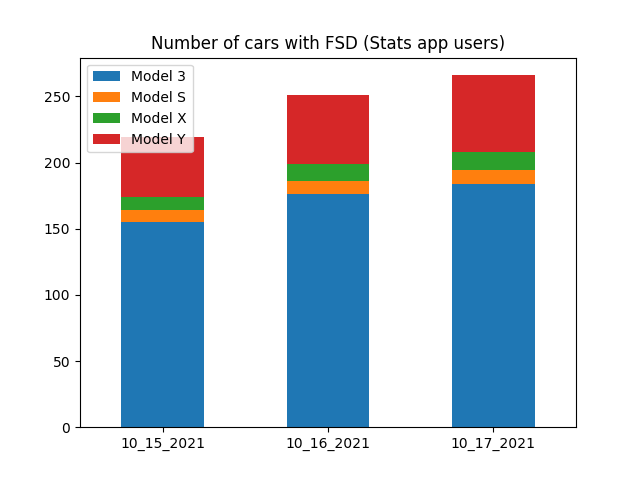 Number of cars with FSD (Stats app users)
Model 3
Model S
Model X
Model Y
250
200
150
100
50
0
10_15_2021 10_16_2021 10_17_2021